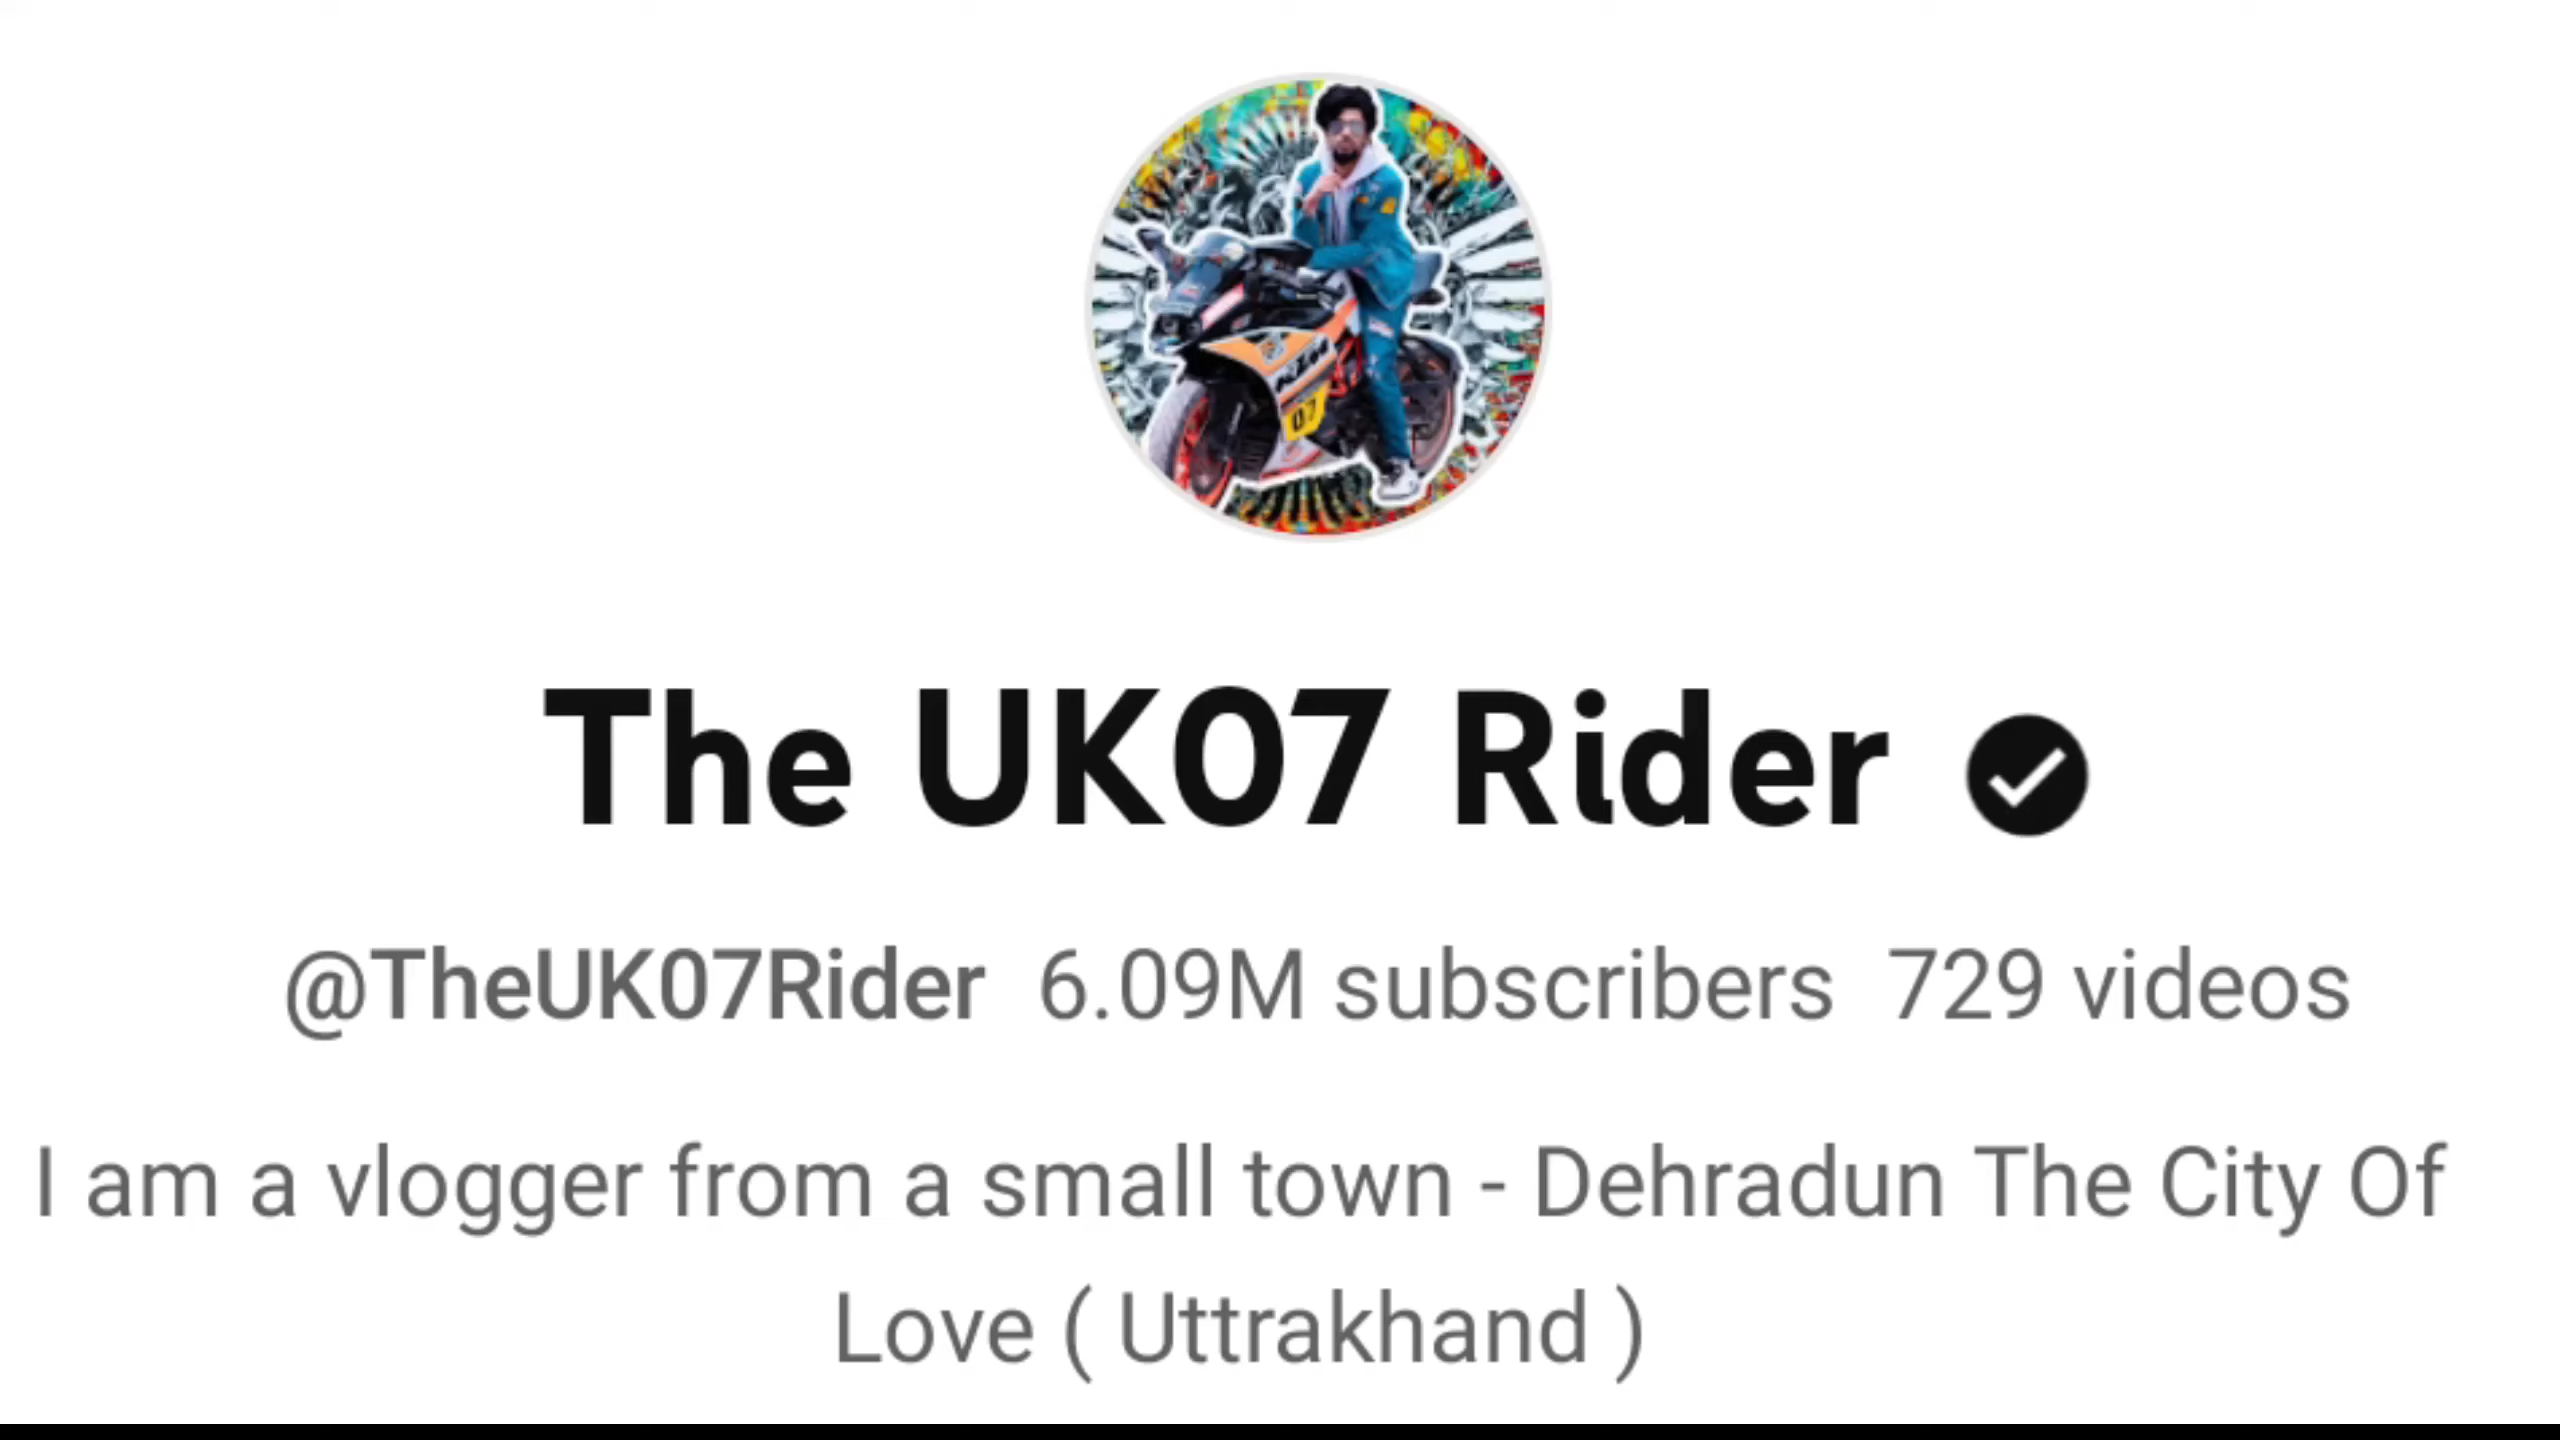 07
The UK07 Rider
@TheUK07Rider 6.09M subscribers 729 videos
I am a vlogger from a small town - Dehradun The City Of
Love ( Uttrakhand )